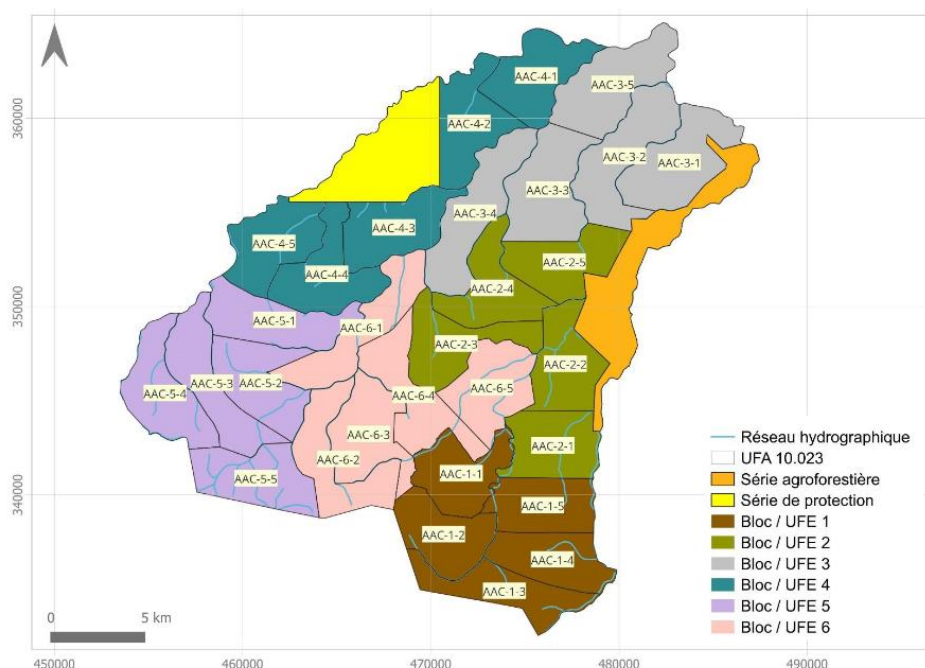 AAC-4-1
AAC-3-5
360000
AAC-4-2
AAC-3-2
AAC-3-1
AAC-3-3
AAC-3-4
AAC-4-3
AAC-4-5
AAC-2-5
AAC-4-4
AAC-2-4
350000
AAC-5-1
AAC-6-1
AAC-2-3
AAC-2-2
AAC-5-3
AAC-5-2
AAC-5-4
AAC-6-4
AAC-6-5
AAC-6-3
AAC-2-1
AAC-6-2
AAC-1-1
AAC-5-5
340000
AAC-1-5
AAC-1-2
AAC-1-4
AAC-1-3
Réseau hydrographique
UFA 10.023
Série agroforestière
Série de protection
Bloc / UFE 1
Bloc / UFE 2
Bloc / UFE 3
Bloc / UFE 4
Bloc / UFE 5
Bloc / UFE 6
0 5 km
450000 460000 470000 480000 490000